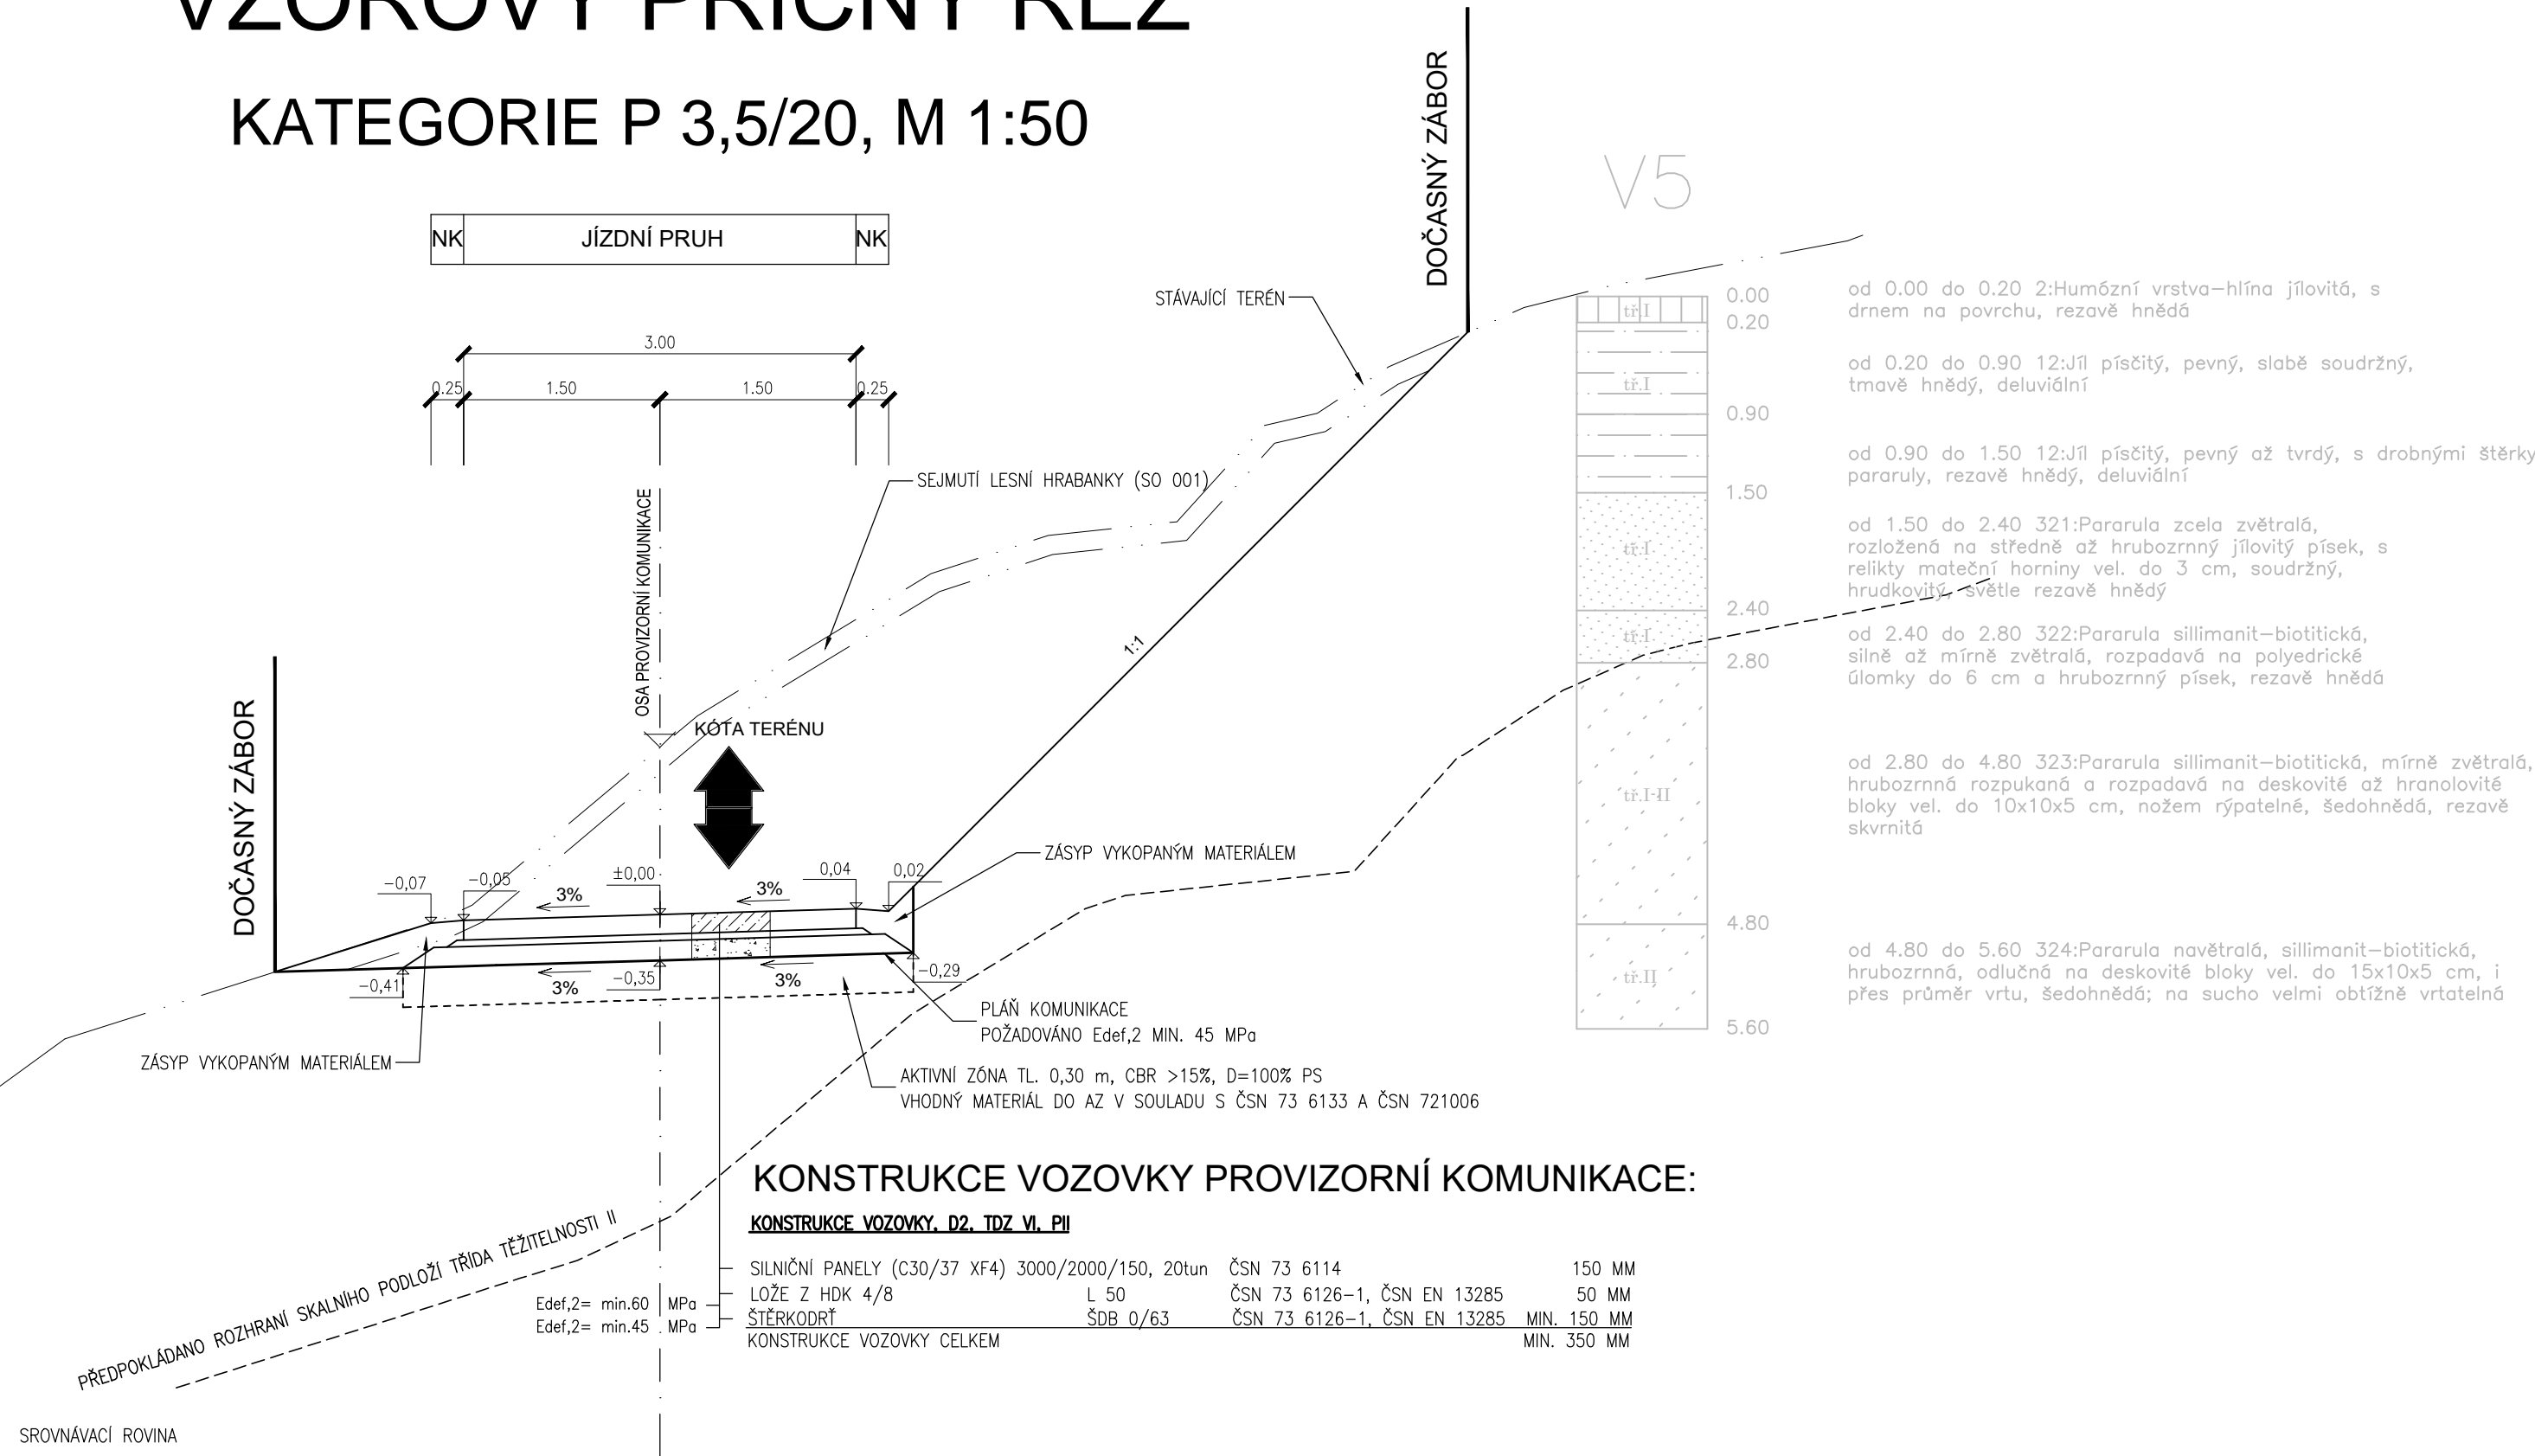 VZOROVÝ PŘÍČNÝ ŘEZ
KATEGORIE P 3,5/20, M 1:50
NK
JÍZDNÍ PRUH
NK
3.00
0.25
1.50
1.50
0.25
OSA PROVIZORNÍ KOMUNIKACE
DOČASNÝ ZÁBOR
DOČASNÝ ZÁBOR
STÁVAJÍCÍ TERÉN
SEJMUTÍ LESNÍ HRABANKY (SO 001)
1:1
KÓTA TERÉNU
ZÁSYP VYKOPANÝM MATERIÁLEM
-0,07
-0,05
3%
±0,00
3%
0,04
0,02
-0,41
3%
-0,35
3%
-0,29
ZÁSYP VYKOPANÝM MATERIÁLEM
PLÁŇ KOMUNIKACE
POŽADOVÁNO Edef,2 MIN. 45 MPa
AKTIVNÍ ZÓNA TL. 0,30 m, CBR >15%, D=100% PS
VHODNÝ MATERIÁL DO AZ V SOULADU S ČSN 73 6133 A ČSN 721006
KONSTRUKCE VOZOVKY PROVIZORNÍ KOMUNIKACE:
KONSTRUKCE VOZOVKY, D2, TDZ VI, PII
SILNIČNÍ PANELY (C30/37 XF4) 3000/2000/150, 20tun ČSN 73 6114 150 MM
LOŽE Z HDK 4/8 L 50 ČSN 73 6126-1, ČSN EN 13285 50 MM
ŠTĚRKODRŤ ŠDB 0/63 ČSN 73 6126-1, ČSN EN 13285 MIN. 150 MM
KONSTRUKCE VOZOVKY CELKEM MIN. 350 MM
Edef,2= min.60 MPa
Edef,2= min.45 MPa
PŘEDPOKLÁDANO ROZHRANÍ SKALNÍHO PODLOŽÍ TŘÍDA TĚŽITELNOSTI II
SROVNÁVACÍ ROVINA
V5
tř.I
tř.I
tř.I
tř.I
tř.I-II
tř.II
0.00
0.20
0.90
1.50
2.40
2.80
4.80
5.60
od 0.00 do 0.20 2:Humózní vrstva-hlína jílovitá, s
drnem na povrchu, rezavě hnědá
od 0.20 do 0.90 12:Jíl písčitý, pevný, slabě soudržný,
tmavě hnědý, deluviální
od 0.90 do 1.50 12:Jíl písčitý, pevný až tvrdý, s drobnými štěrky
pararuly, rezavě hnědý, deluviální
od 1.50 do 2.40 321:Pararula zcela zvětralá,
rozložená na středně až hrubozrnný jílovitý písek, s
relikty mateční horniny vel. do 3 cm, soudržný,
hrudkovitý, světle rezavě hnědý
od 2.40 do 2.80 322:Pararula sillimanit-biotitická,
silně až mírně zvětralá, rozpadavá na polyedrické
úlomky do 6 cm a hrubozrnný písek, rezavě hnědá
od 2.80 do 4.80 323:Pararula sillimanit-biotitická, mírně zvětralá,
hrubozrnná rozpukaná a rozpadavá na deskovité až hranolovité
bloky vel. do 10x10x5 cm, nožem rýpatelné, šedohnědá, rezavě
skvrnitá
od 4.80 do 5.60 324:Pararula navětralá, sillimanit-biotitická,
hrubozrnná, odlučná na deskovité bloky vel. do 15x10x5 cm, i
přes průměr vrtu, šedohnědá; na sucho velmi obtížně vrtatelná